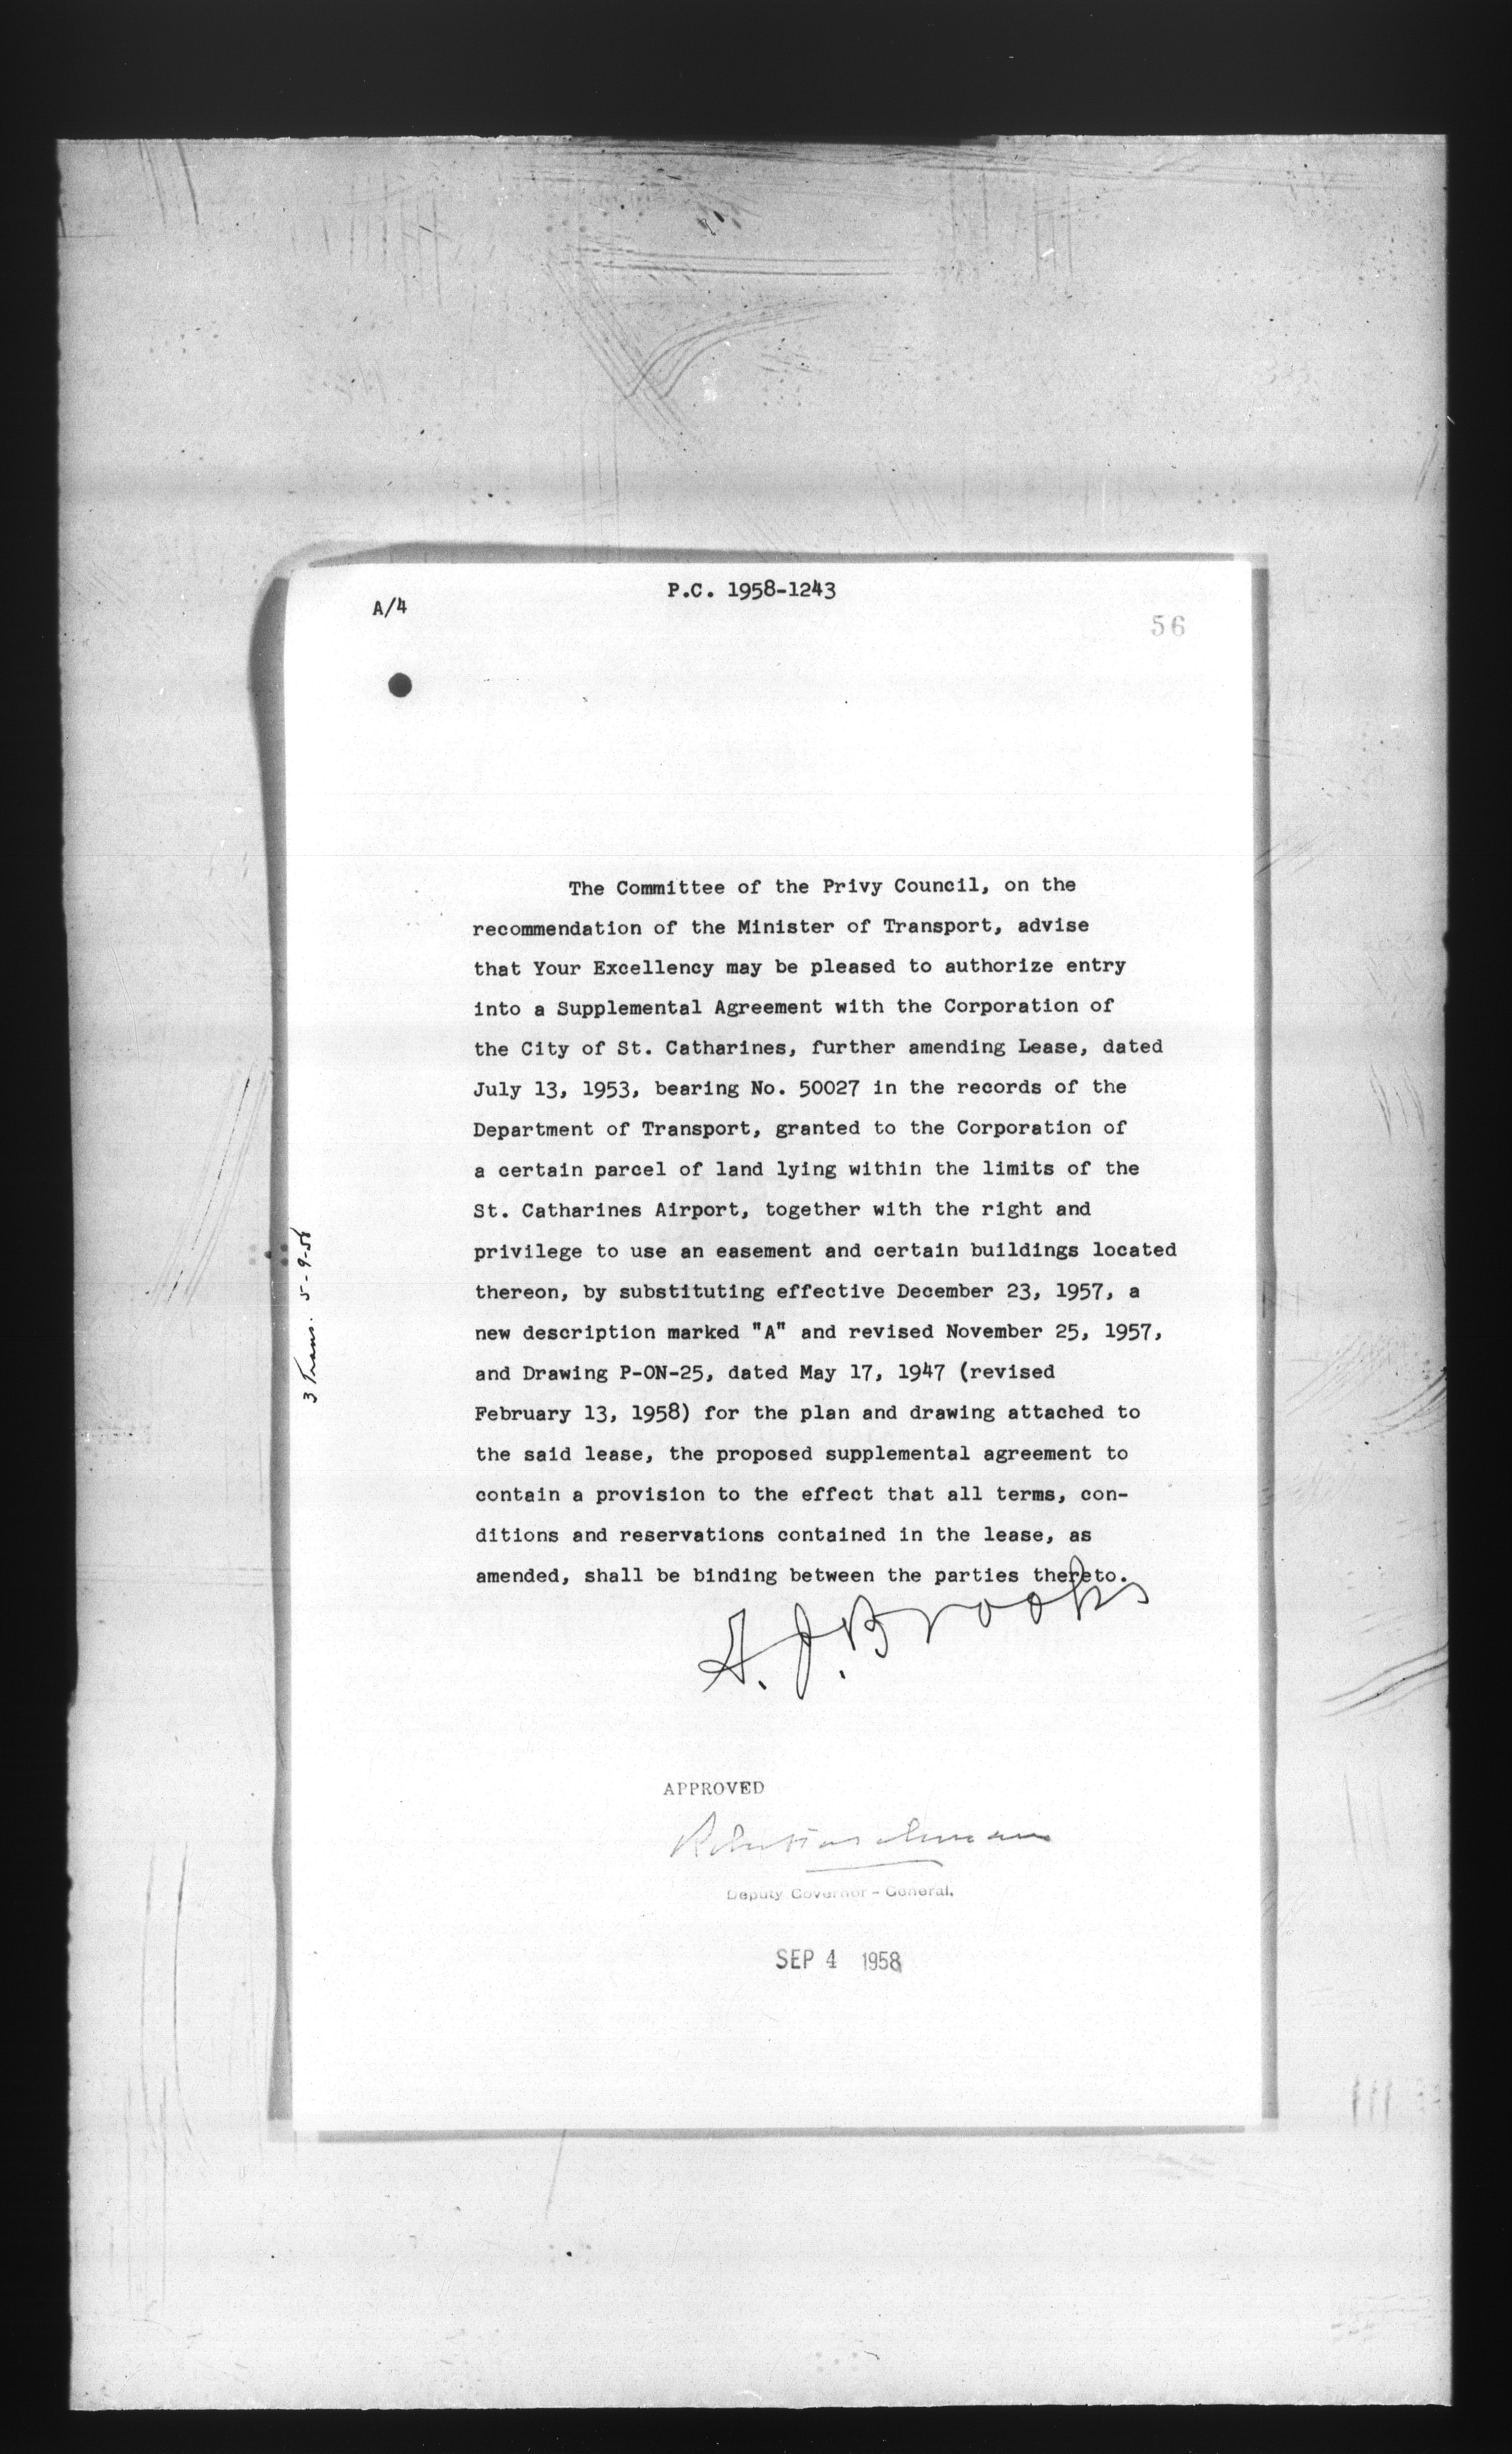 P.C. 1958-1243
A/4
56
The Committee of the Privy Council, on the
recommendation of the Minister of Transport, advise
that Your Excellency may be pleased to authorize entry
into a Supplemental Agreement with the Corporation of
the City of St. Catharines, further amending Lease, dated
July 13, 1953, bearing No. 50027 in the records of the
Department of Transport, granted to the Corporation of
a certain parcel of land lying within the limits of the
St. Catharines Airport, together with the right and
privilege to use an easement and certain buildings located
thereon, by substituting effective December 23, 1957, a
new description marked "A" and revised November 25, 1957,
and Drawing P-ON-25, dated May 17, 1947 (revised
February 13, 1958) for the plan and drawing attached to
the said lease, the proposed supplemental agreement to
contain a provision to the effect that all terms, con-
ditions and reservations contained in the lease, as
amended, shall be binding between the parties thereto.
3 Trans. 5-9-58
A. J. Brooks
APPROVED
Deputy Governor-General.
SEP 4 1958